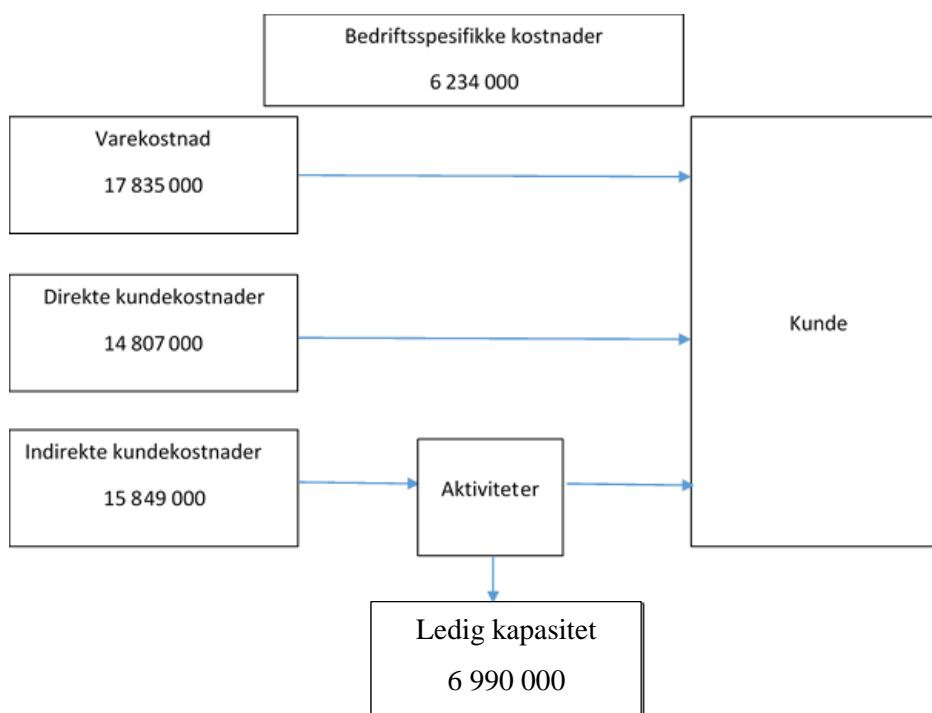 Bedriftsspesifikke kostnader
6 234 000
Varekostnad
17 835 000
Direkte kundekostnader
14 807 000
Kunde
Indirekte kundekostnader
15 849 000
Aktiviteter
Ledig kapasitet
6 990 000